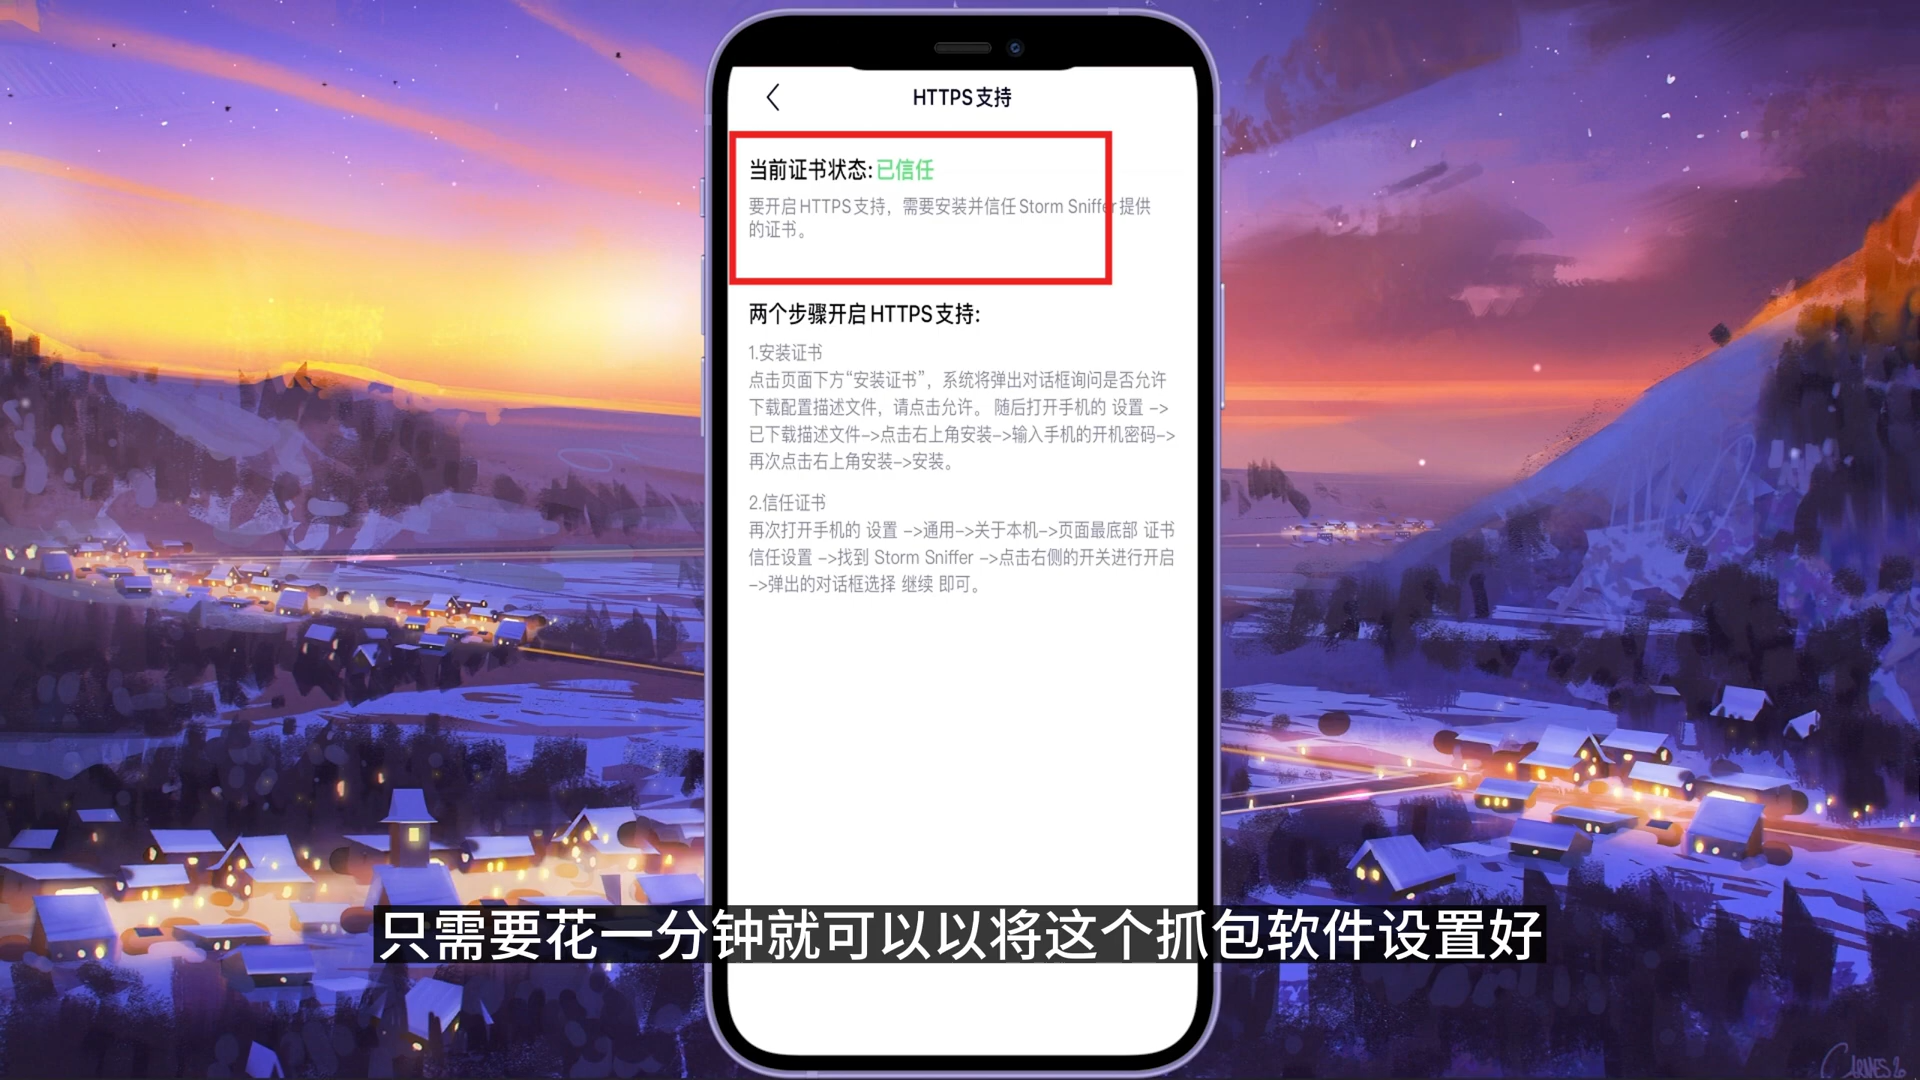 HTTPS支持
当前证书状态:已信任
要开启HTTPS支持，需要安装并信任Storm Sniffer提供
的证书。
两个步骤开启HTTPS支持:
1.安装证书
点击页面下方“安装证书”，系统将弹出对话框询问是否允许
下载配置描述文件，请点击允许。 随后打开手机的 设置 –>
已下载描述文件–>点击右上角安装–>输入手机的开机密码–>
再次点击右上角安装–>安装。
2.信任证书
再次打开手机的 设置 –>通用–>关于本机–>页面最底部 证书
信任设置 –>找到 Storm Sniffer –>点击右侧的开关进行开启
–>弹出的对话框选择 继续 即可。
只需要花一分钟就可以以将这个抓包软件设置好